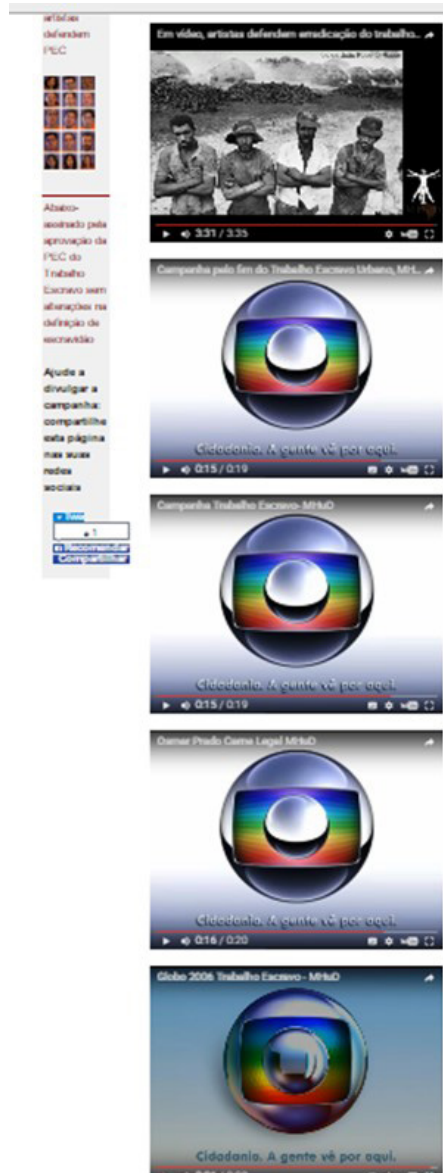 artistas
defendem
PEC
Abaixo-
assinado pela
aprovação da
PEC do
Trabalho
Escravo sem
alterações na
definição de
escravidão
Ajude a
divulgar a
campanha:
compartilhe
esta página
nas suas
redes
sociais
1
Recomendar
Compartilhar
Em vídeo, artistas defendem erradicação do trabalho...
3:31 / 3:35
Campanha pelo fim do Trabalho Escravo Urbano, MH...
Cidadania. A gente vê por aqui.
0:15 / 0:19
Campanha Trabalho Escravo- MHuD
Cidadania. A gente vê por aqui.
0:15 / 0:19
Osmar Prado Carne Legal MHuD
Cidadania. A gente vê por aqui.
0:16 / 0:20
Globo 2006 Trabalho Escravo - MHuD
Cidadania. A gente vê por aqui.